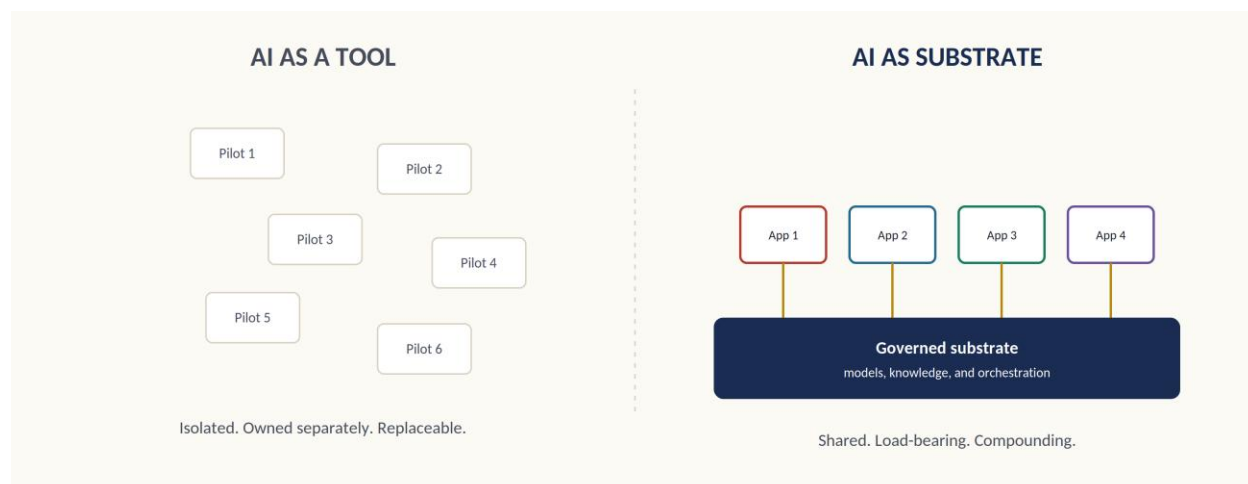 AI AS A TOOL
Pilot 1
Pilot 2
Pilot 3
Pilot 4
Pilot 5
Pilot 6
Isolated. Owned separately. Replaceable.
AI AS SUBSTRATE
App 1
App 2
App 3
App 4
Governed substrate
models, knowledge, and orchestration
Shared. Load-bearing. Compounding.